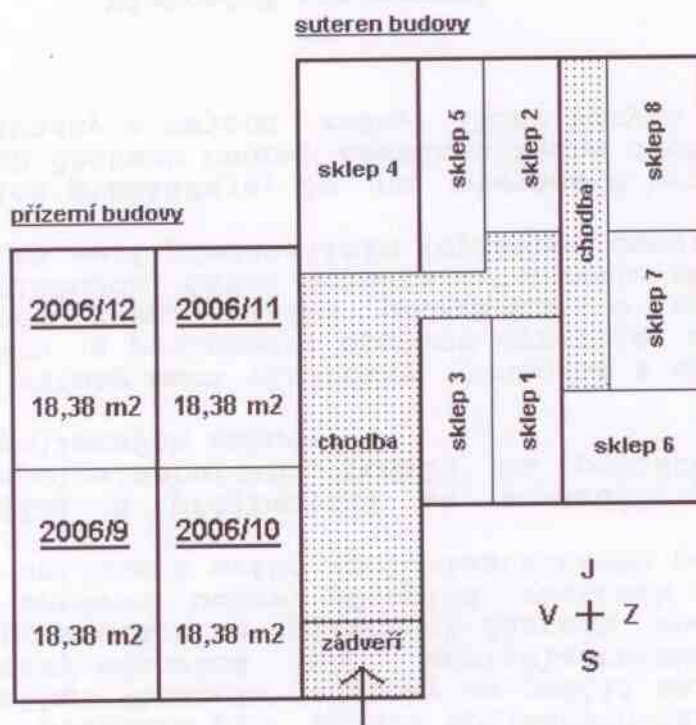 suteren budovy
sklep 4
sklep 5
sklep 2
chodba
sklep 8
sklep 7
přízemí budovy
2006/12
2006/11
18,38 m2
18,38 m2
chodba
sklep 3
sklep 1
sklep 6
2006/9
2006/10
18,38 m2
18,38 m2
zádveří
J
V
Z
S